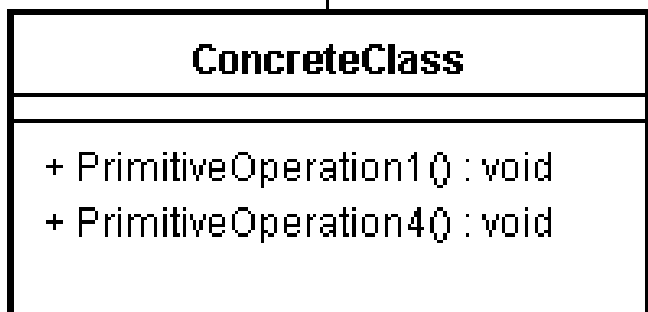 ConcreteClass
+ PrimitiveOperation1() : void
+ PrimitiveOperation4() : void